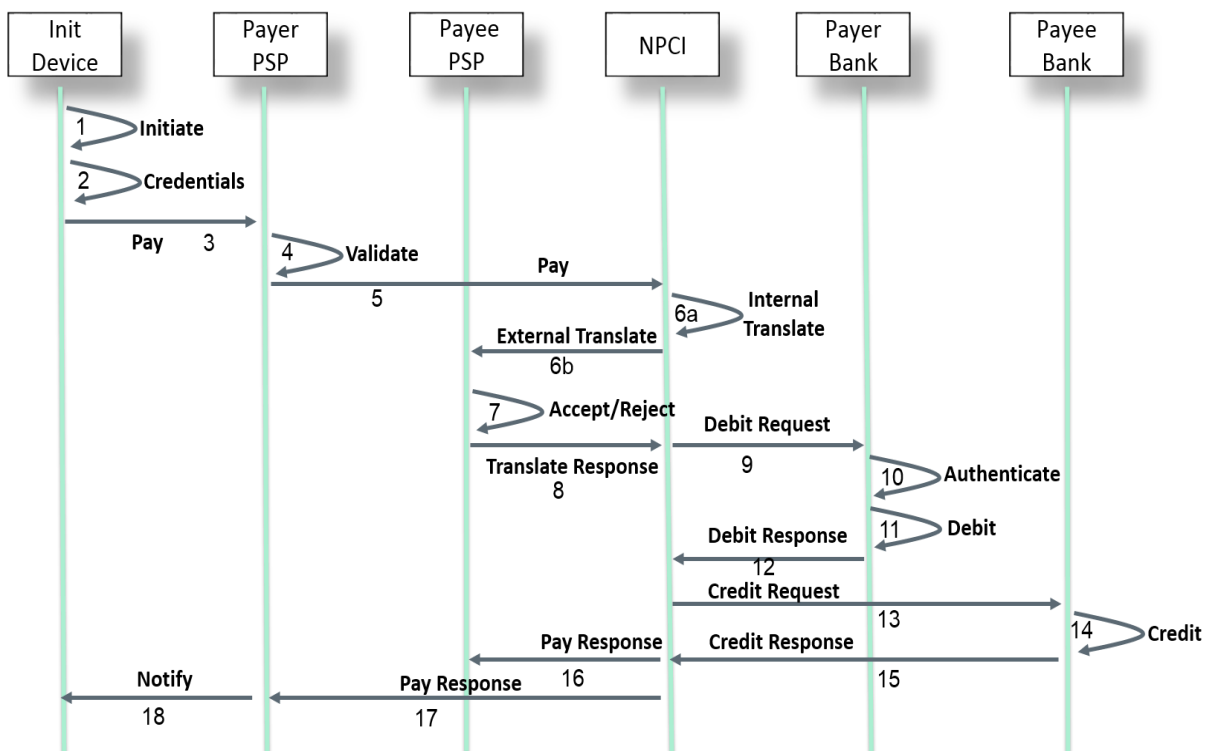 Init
Device
Payer
PSP
Payee
PSP
NPCI
Payer
Bank
Payee
Bank
1 Initiate
2 Credentials
Pay 3
4 Validate
Pay
5
6a Internal
Translate
External Translate
6b
7 Accept/Reject
Debit Request
9
Translate Response
8
10 Authenticate
11 Debit
Debit Response
12
Credit Request
13
14 Credit
Pay Response
16
Credit Response
15
Notify
18
Pay Response
17